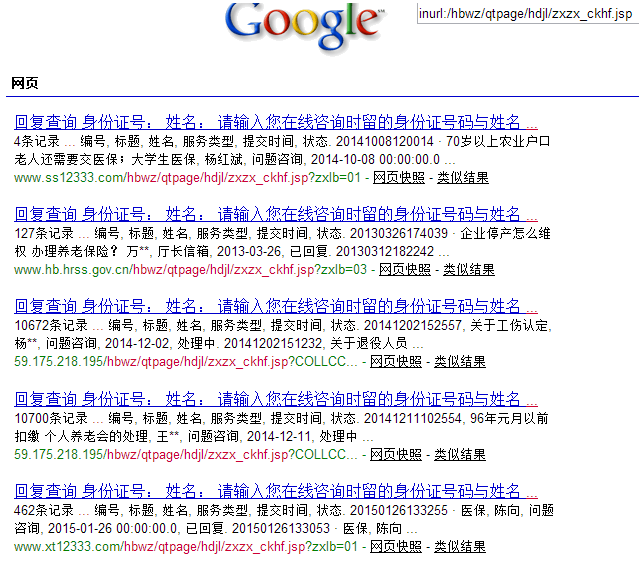 Google
inurl:/hbwz/qtpage/hdjl/zxzx_ckhf.jsp
网页
回复查询 身份证号： 姓名： 请输入您在线咨询时留的身份证号码与姓名 ...
4条记录 ... 编号, 标题, 姓名, 服务类型, 提交时间, 状态. 20141008120014 · 70岁以上农业户口
老人还需要交医保；大学生医保, 杨红斌, 问题咨询, 2014-10-08 00:00:00.0 ...
www.ss12333.com/hbwz/qtpage/hdjl/zxzx_ckhf.jsp?zxlb=01 - 网页快照 - 类似结果
回复查询 身份证号： 姓名： 请输入您在线咨询时留的身份证号码与姓名 ...
127条记录 ... 编号, 标题, 姓名, 服务类型, 提交时间, 状态. 20130326174039 · 企业停产怎么维
权 办理养老保险？ 万**, 厅长信箱, 2013-03-26, 已回复. 20130312182242 ...
www.hb.hrss.gov.cn/hbwz/qtpage/hdjl/zxzx_ckhf.jsp?zxlb=03 - 网页快照 - 类似结果
回复查询 身份证号： 姓名： 请输入您在线咨询时留的身份证号码与姓名 ...
10672条记录 ... 编号, 标题, 姓名, 服务类型, 提交时间, 状态. 20141202152557, 关于工伤认定,
杨**, 问题咨询, 2014-12-02, 处理中. 20141202151232, 关于退役人员 ...
59.175.218.195/hbwz/qtpage/hdjl/zxzx_ckhf.jsp?COLLCC... - 网页快照 - 类似结果
回复查询 身份证号： 姓名： 请输入您在线咨询时留的身份证号码与姓名 ...
10700条记录 ... 编号, 标题, 姓名, 服务类型, 提交时间, 状态. 20141211102554, 96年元月以前
扣缴 个人养老会的处理, 王**, 问题咨询, 2014-12-11, 处理中 ...
59.175.218.195/hbwz/qtpage/hdjl/zxzx_ckhf.jsp?COLLCC... - 网页快照 - 类似结果
回复查询 身份证号： 姓名： 请输入您在线咨询时留的身份证号码与姓名 ...
462条记录 ... 编号, 标题, 姓名, 服务类型, 提交时间, 状态. 20150126133255 · 医保, 陈向, 问题
咨询, 2015-01-26 00:00:00.0, 已回复. 20150126133053 · 医保, 陈向 ...
www.xt12333.com/hbwz/qtpage/hdjl/zxzx_ckhf.jsp?zxlb=01 - 网页快照 - 类似结果